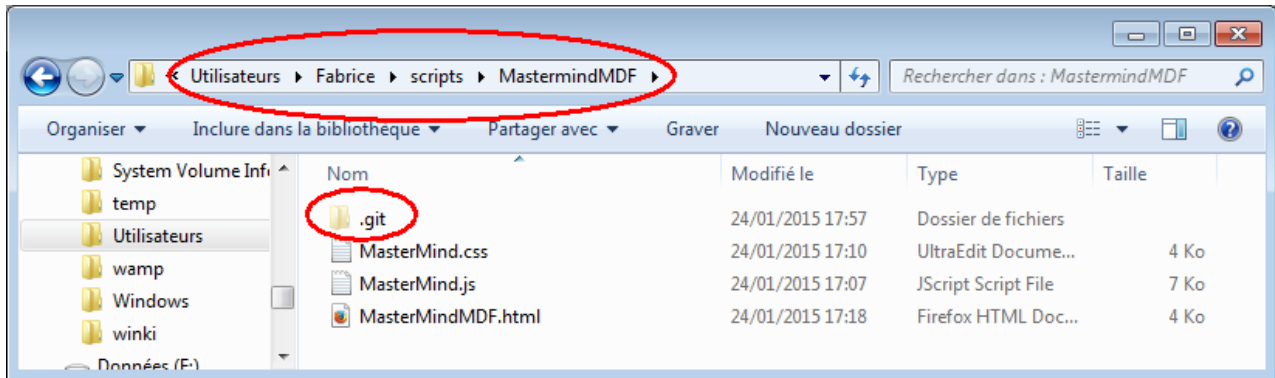 « Utilisateurs ▸ Fabrice ▸ scripts ▸ MastermindMDF ▸ Rechercher dans : MastermindMDF
Organiser ▾ Inclure dans la bibliothèque ▾ Partager avec ▾ Graver Nouveau dossier
System Volume Info Nom Modifié le Type Taille
temp .git 24/01/2015 17:57 Dossier de fichiers
Utilisateurs MasterMind.css 24/01/2015 17:10 UltraEdit Docume... 4 Ko
wamp MasterMind.js 24/01/2015 17:07 JScript Script File 7 Ko
Windows MasterMindMDF.html 24/01/2015 17:18 Firefox HTML Doc... 4 Ko
winki
Données (F:)